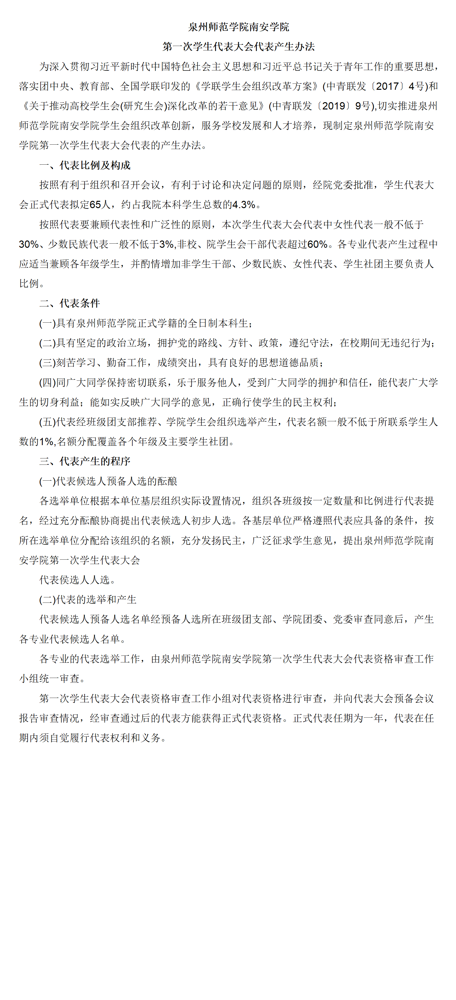 泉州师范学院南安学院
第一次学生代表大会代表产生办法
为深入贯彻习近平新时代中国特色社会主义思想和习近平总书记关于青年工作的重要思想，
落实团中央、教育部、全国学联印发的《学联学生会组织改革方案》(中青联发〔2017〕4号)和
《关于推动高校学生会(研究生会)深化改革的若干意见》(中青联发〔2019〕9号),切实推进泉州
师范学院南安学院学生会组织改革创新，服务学校发展和人才培养，现制定泉州师范学院南安
学院第一次学生代表大会代表的产生办法。
一、代表比例及构成
按照有利于组织和召开会议，有利于讨论和决定问题的原则，经院党委批准，学生代表大
会正式代表拟定65人，约占我院本科学生总数的4.3%。
按照代表要兼顾代表性和广泛性的原则，本次学生代表大会代表中女性代表一般不低于
30%、少数民族代表一般不低于3%,非校、院学生会干部代表超过60%。各专业代表产生过程中
应适当兼顾各年级学生，并酌情增加非学生干部、少数民族、女性代表、学生社团主要负责人
比例。
二、代表条件
(一)具有泉州师范学院正式学籍的全日制本科生；
(二)具有坚定的政治立场，拥护党的路线、方针、政策，遵纪守法，在校期间无违纪行为；
(三)刻苦学习、勤奋工作，成绩突出，具有良好的思想道德品质；
(四)同广大同学保持密切联系，乐于服务他人，受到广大同学的拥护和信任，能代表广大学
生的切身利益；能如实反映广大同学的意见，正确行使学生的民主权利；
(五)代表经班级团支部推荐、学院学生会组织选举产生，代表名额一般不低于所联系学生人
数的1%,名额分配覆盖各个年级及主要学生社团。
三、代表产生的程序
(一)代表候选人预备人选的酝酿
各选举单位根据本单位基层组织实际设置情况，组织各班级按一定数量和比例进行代表提
名，经过充分酝酿协商提出代表候选人初步人选。各基层单位严格遵照代表应具备的条件，按
所在选举单位分配给该组织的名额，充分发扬民主，广泛征求学生意见，提出泉州师范学院南
安学院第一次学生代表大会
代表侯选人人选。
(二)代表的选举和产生
代表候选人预备人选名单经预备人选所在班级团支部、学院团委、党委审查同意后，产生
各专业代表候选人名单。
各专业的代表选举工作，由泉州师范学院南安学院第一次学生代表大会代表资格审查工作
小组统一审查。
第一次学生代表大会代表资格审查工作小组对代表资格进行审查，并向代表大会预备会议
报告审查情况，经审查通过后的代表方能获得正式代表资格。正式代表任期为一年，代表在任
期内须自觉履行代表权利和义务。